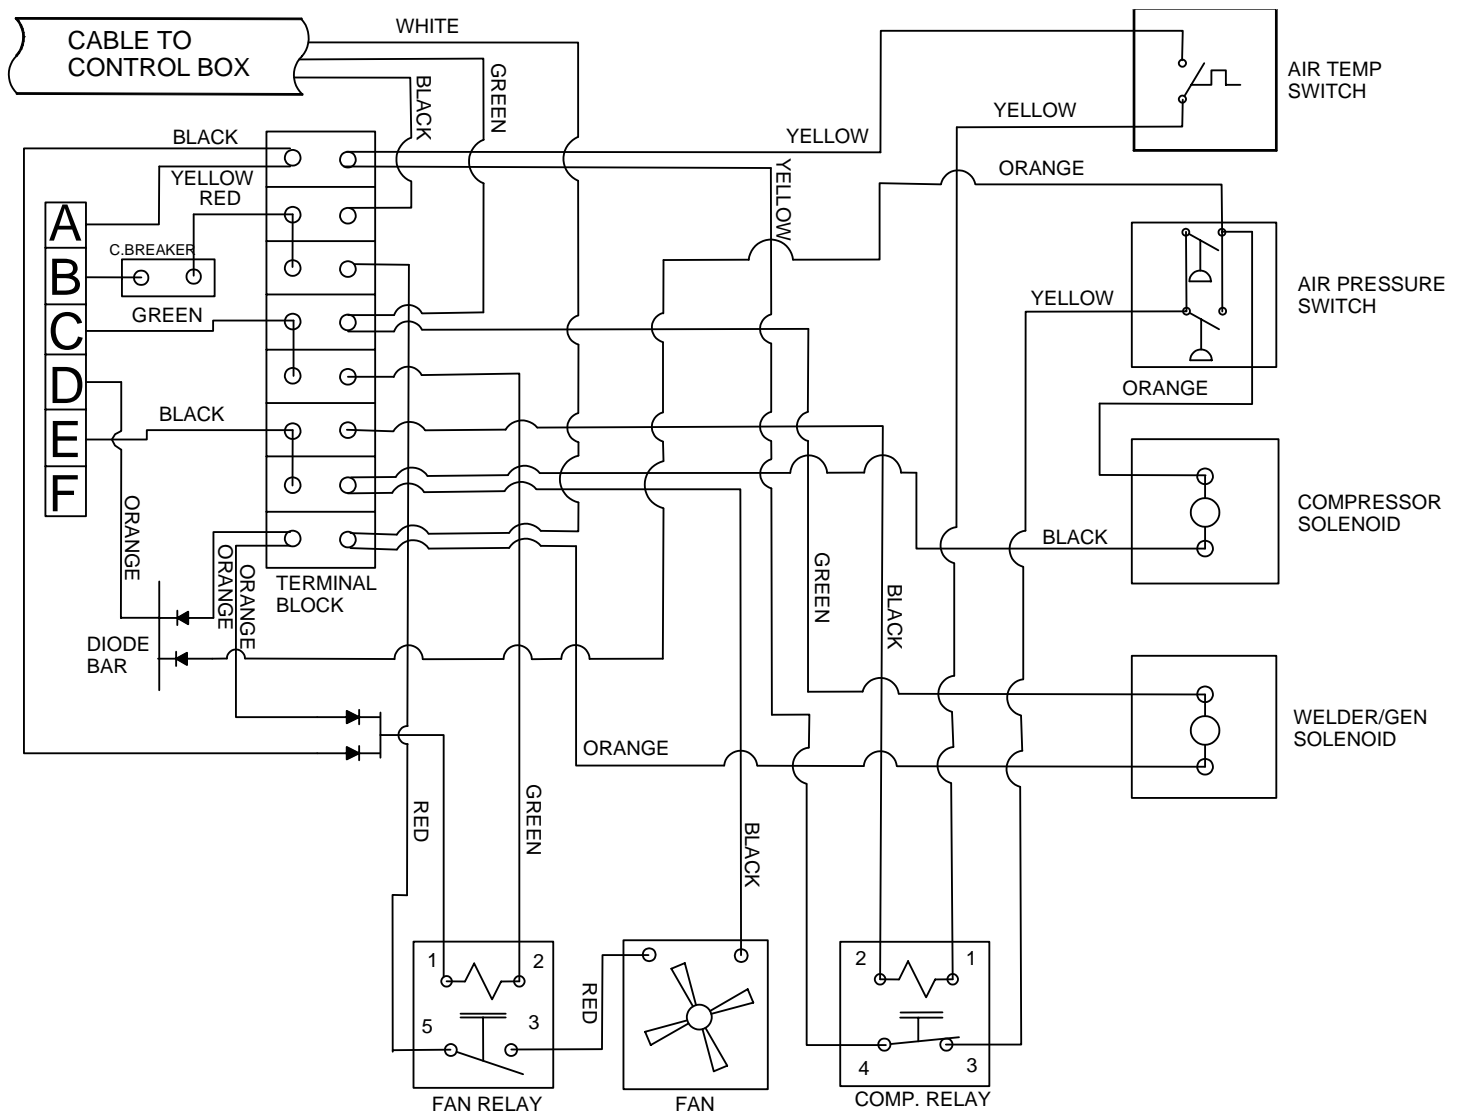 WHITE
CABLE TO
CONTROL BOX
GREEN
BLACK
AIR TEMP
SWITCH
YELLOW
YELLOW
BLACK
YELLOW
RED
YELLOW
ORANGE
A
C.BREAKER
B
AIR PRESSURE
SWITCH
YELLOW
GREEN
C
D
ORANGE
BLACK
E
F
COMPRESSOR
SOLENOID
BLACK
ORANGE
ORANGE
ORANGE
TERMINAL
BLOCK
GREEN
BLACK
DIODE
BAR
WELDER/GEN
SOLENOID
ORANGE
RED
GREEN
BLACK
1
2
2
1
RED
5
3
4
3
FAN RELAY
FAN
COMP. RELAY